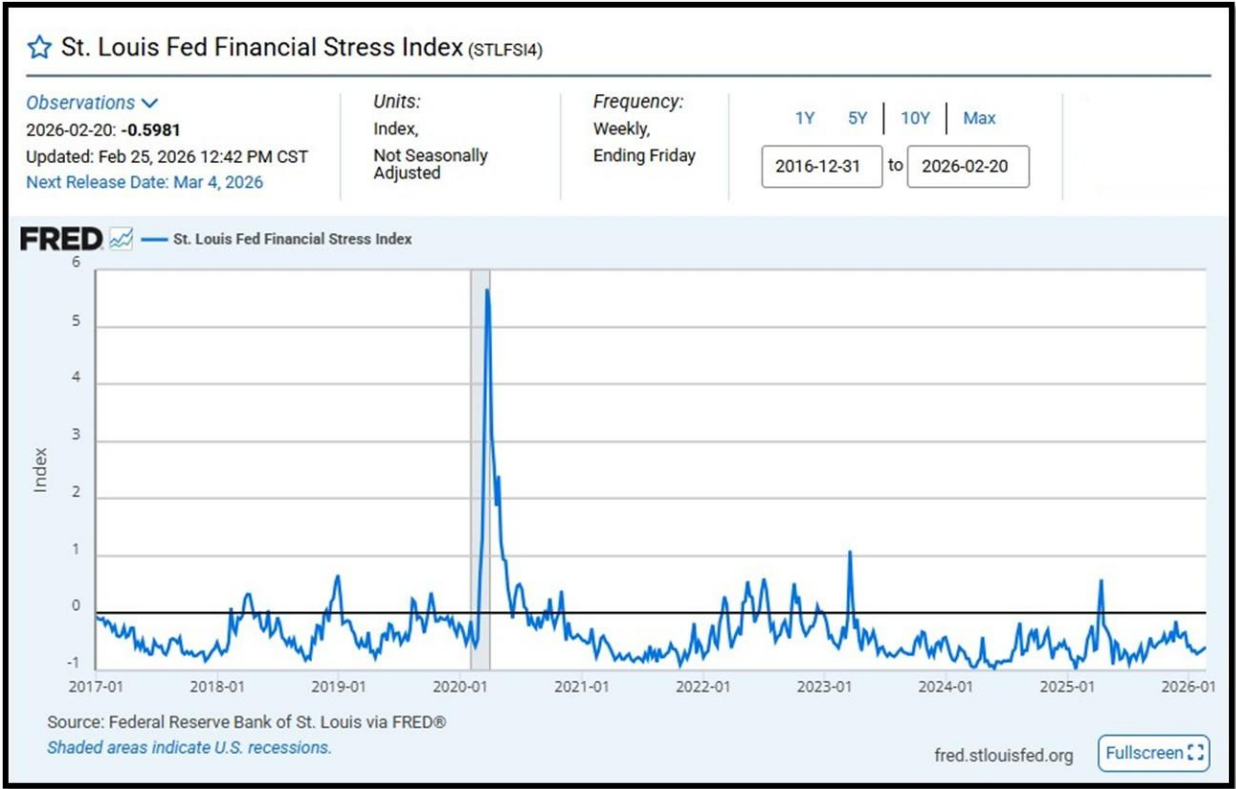 St. Louis Fed Financial Stress Index (STLFSI4)
Observations
2026-02-20: -0.5981
Updated: Feb 25, 2026 12:42 PM CST
Next Release Date: Mar 4, 2026
Units:
Index,
Not Seasonally
Adjusted
Frequency:
Weekly,
Ending Friday
1Y 5Y 10Y Max
2016-12-31 to 2026-02-20
FRED St. Louis Fed Financial Stress Index
6
5
4
3
2
1
0
-1
Index
2017-01 2018-01 2019-01 2020-01 2021-01 2022-01 2023-01 2024-01 2025-01 2026-01
Source: Federal Reserve Bank of St. Louis via FRED®
Shaded areas indicate U.S. recessions.
fred.stlouisfed.org
Fullscreen